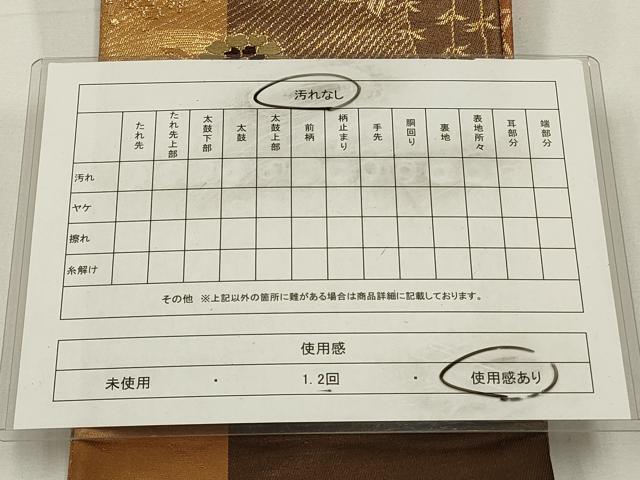 汚れなし
たれ先 たれ先上部 太鼓下部 太鼓 太鼓上部 前柄 柄止まり 手先 胴回り 裏地 表地所々 耳部分 端部分
汚れ
ヤケ
擦れ
糸解け
その他 ※上記以外の箇所に難がある場合は商品詳細に記載しております。
使用感
未使用 ・ 1.2回 ・ 使用感あり